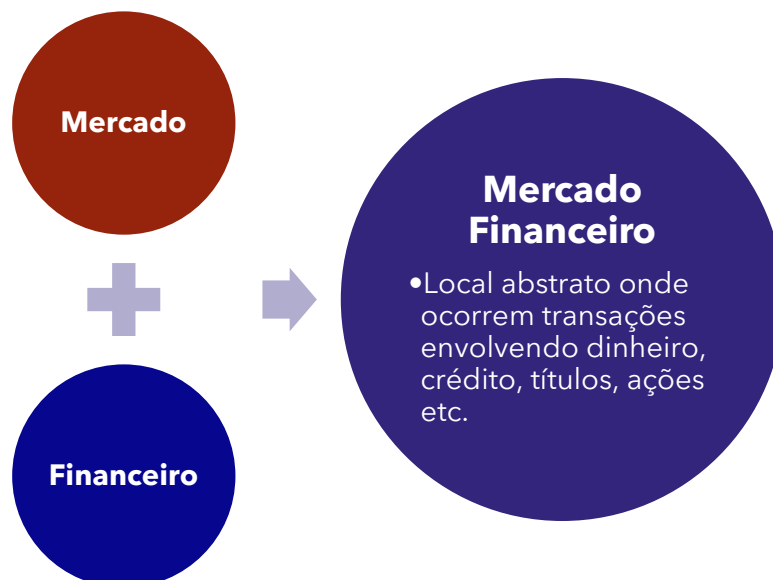 Mercado
Financeiro
Mercado
Financeiro
•Local abstrato onde
ocorrem transações
envolvendo dinheiro,
crédito, títulos, ações
etc.